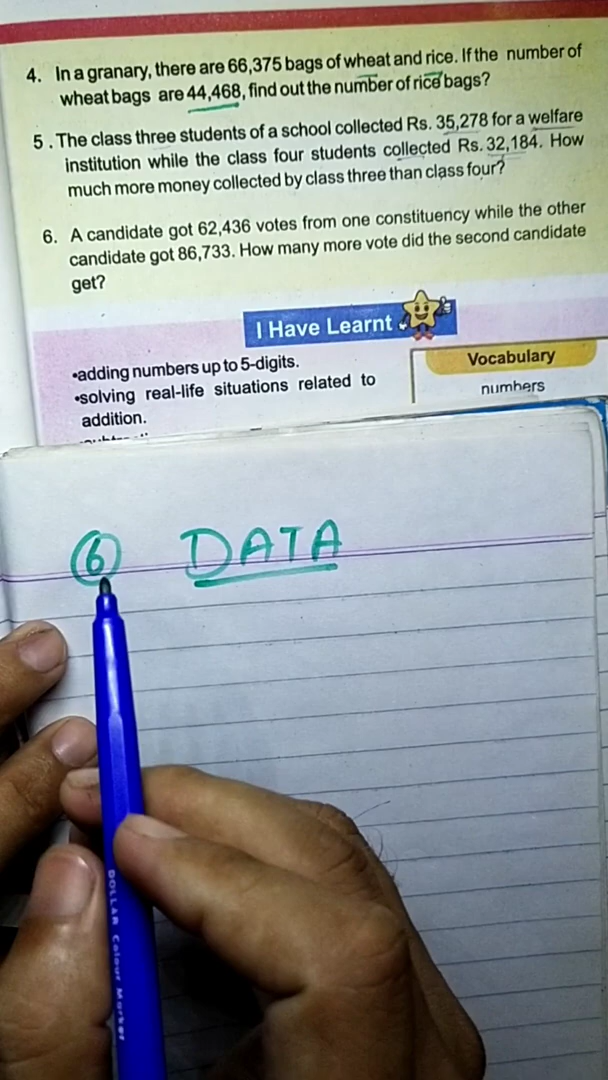 4. In a granary, there are 66,375 bags of wheat and rice. If the number of
wheat bags are 44,468, find out the number of rice bags?
5. The class three students of a school collected Rs. 35,278 for a welfare
institution while the class four students collected Rs. 32,184. How
much more money collected by class three than class four?
6. A candidate got 62,436 votes from one constituency while the other
candidate got 86,733. How many more vote did the second candidate
get?
I Have Learnt
•adding numbers up to 5-digits.
•solving real-life situations related to
addition.
Vocabulary
numbers
6 DATA
DOLLAR Colour Marker